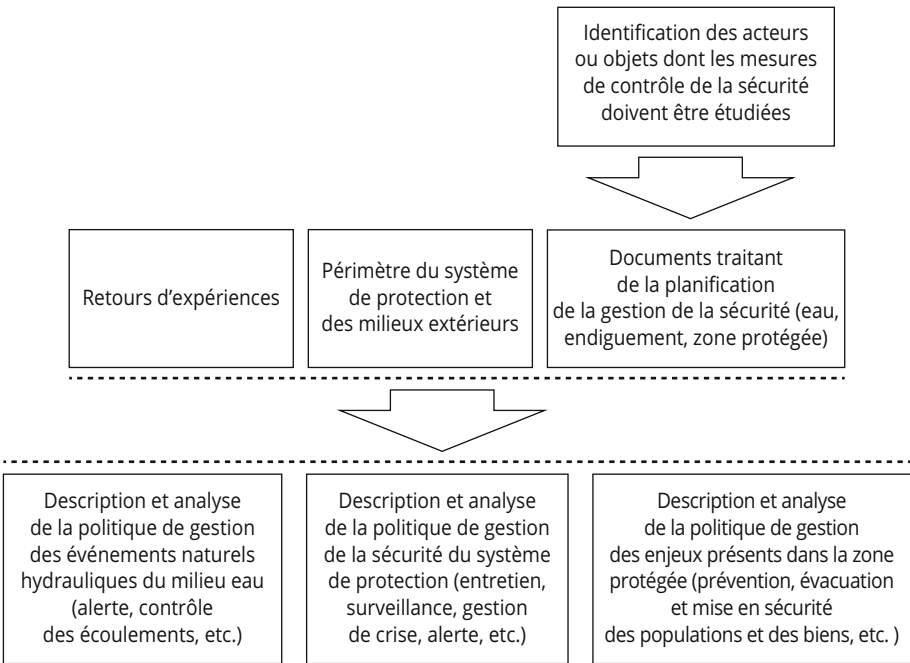 Identification des acteurs
ou objets dont les mesures
de contrôle de la sécurité
doivent être étudiées
Retours d'expériences
Périmètre du système
de protection et
des milieux extérieurs
Documents traitant
de la planification
de la gestion de la sécurité (eau,
endiguement, zone protégée)
Description et analyse
de la politique de gestion
des événements naturels
hydrauliques du milieu eau
(alerte, contrôle
des écoulements, etc.)
Description et analyse
de la politique de gestion
de la sécurité du système
de protection (entretien,
surveillance, gestion
de crise, alerte, etc.)
Description et analyse
de la politique de gestion
des enjeux présents dans la zone
protégée (prévention, évacuation
et mise en sécurité
des populations et des biens, etc. )